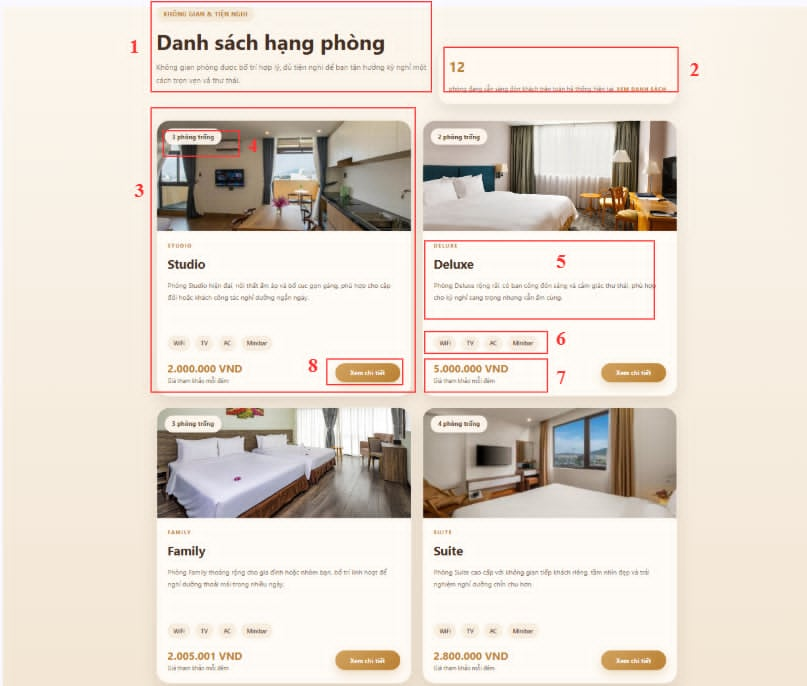 KHÔNG GIAN & TIỆN NGHI
1
Danh sách hạng phòng
Không gian phòng được bố trí hợp lý, đủ tiện nghi để bạn tận hưởng kỳ nghỉ một
cách trọn vẹn và thư thái.
12
2
phòng đang sẵn sàng đón khách trên toàn hệ thống hiện tại. XEM DANH SÁCH
3
3 phòng trống
4
2 phòng trống
STUDIO
Studio
Phòng Studio hiện đại, nội thất ấm áp và bố cục gọn gàng, phù hợp cho cặp
đôi hoặc khách công tác nghỉ dưỡng ngắn ngày.
WiFi
TV
AC
Minibar
2.000.000 VND
Giá tham khảo mỗi đêm
8
Xem chi tiết
DELUXE
5
Deluxe
Phòng Deluxe rộng rãi, có ban công đón sáng và cảm giác thư thái, phù hợp
cho kỳ nghỉ sang trọng nhưng vẫn ấm cúng.
WiFi
TV
AC
Minibar
6
5.000.000 VND
Giá tham khảo mỗi đêm
7
Xem chi tiết
3 phòng trống
4 phòng trống
FAMILY
Family
Phòng Family thoáng rộng cho gia đình hoặc nhóm bạn, bố trí linh hoạt để
nghỉ dưỡng thoải mái trong nhiều ngày.
WiFi
TV
AC
Minibar
2.005.001 VND
Giá tham khảo mỗi đêm
Xem chi tiết
SUITE
Suite
Phòng Suite cao cấp với không gian tiếp khách riêng, tầm nhìn đẹp và trải
nghiệm nghỉ dưỡng chỉn chu hơn.
WiFi
TV
AC
Minibar
2.800.000 VND
Giá tham khảo mỗi đêm
Xem chi tiết